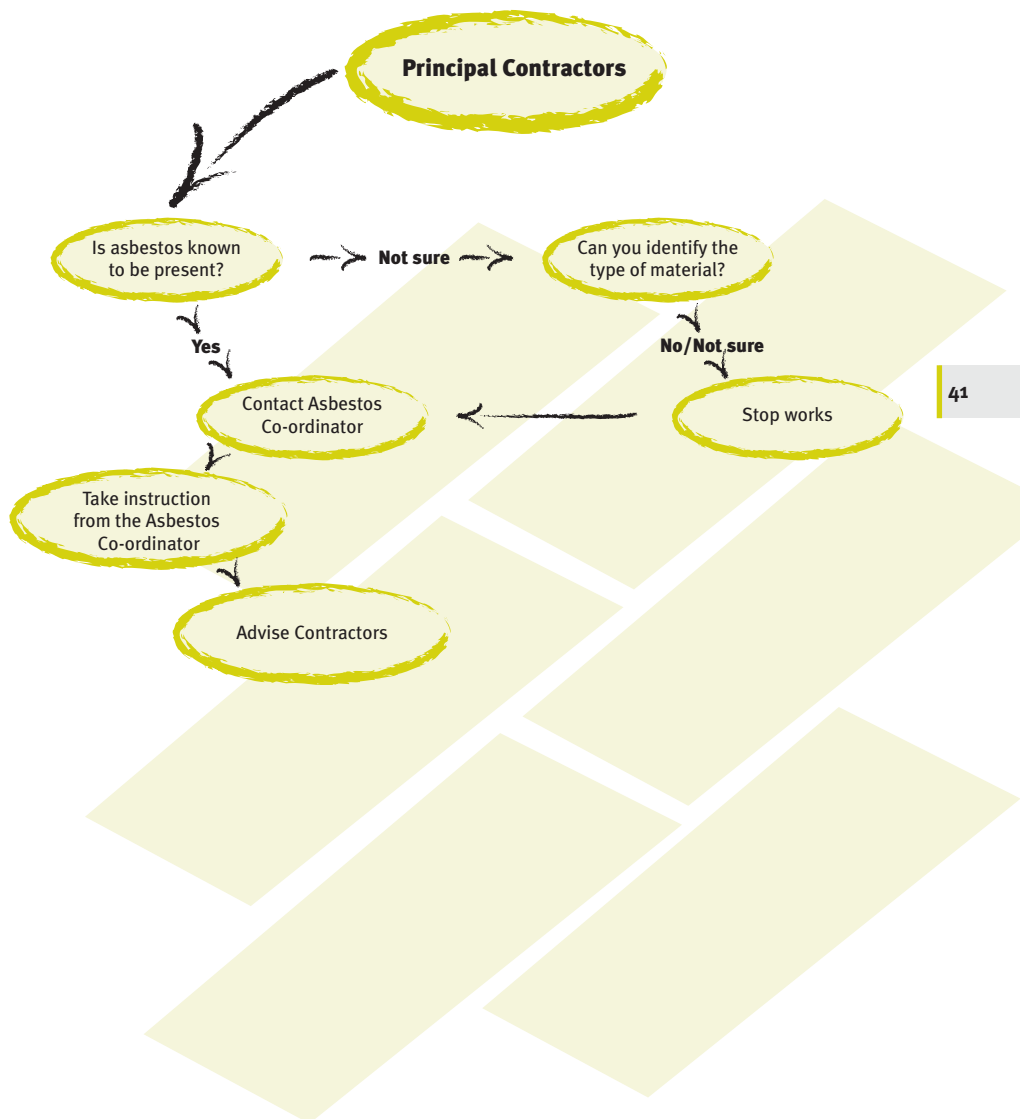 Principal Contractors
Is asbestos known
to be present?
Not sure
Can you identify the
type of material?
Yes
No/Not sure
41
Contact Asbestos
Co-ordinator
Stop works
Take instruction
from the Asbestos
Co-ordinator
Advise Contractors